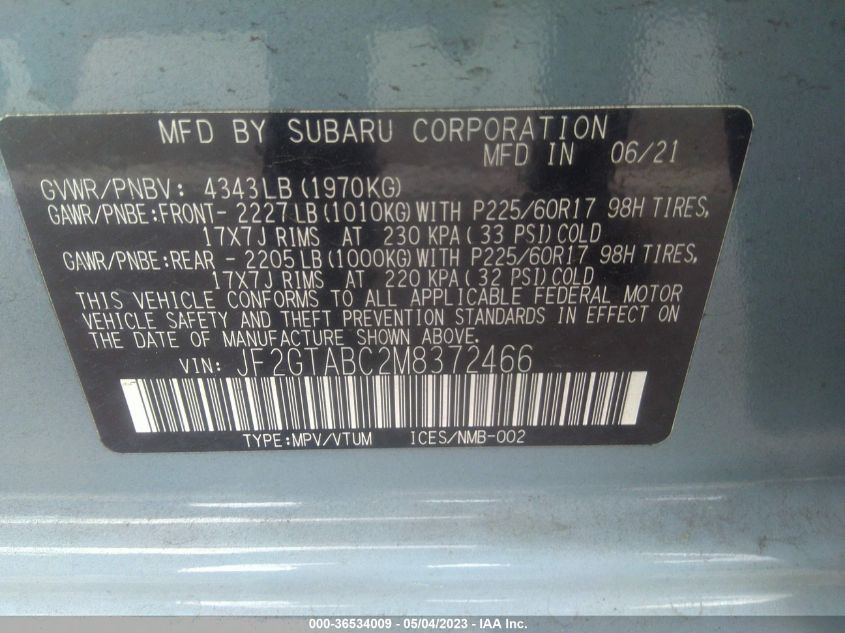 MFD BY SUBARU CORPORATION
MFD IN 06/21
GVWR/PNBV: 4343LB (1970KG)
GAWR/PNBE:FRONT- 2227 LB (1010KG) WITH P225/60R17 98H TIRES,
17X7J RIMS AT 230 KPA ( 33 PSI) COLD
GAWR/PNBE:REAR - 2205 LB (1000KG) WITH P225/60R17 98H TIRES,
17X7J RIMS AT 220 KPA ( 32 PSI) COLD
THIS VEHICLE CONFORMS TO ALL APPLICABLE FEDERAL MOTOR
VEHICLE SAFETY AND THEFT PREVENTION STANDARDS IN EFFECT ON
THE DATE OF MANUFACTURE SHOWN ABOVE.
VIN: JF2GTABC2M8372466
TYPE:MPV/VTUM ICES/NMB-002
000-36534009 - 05/04/2023 - IAA Inc.